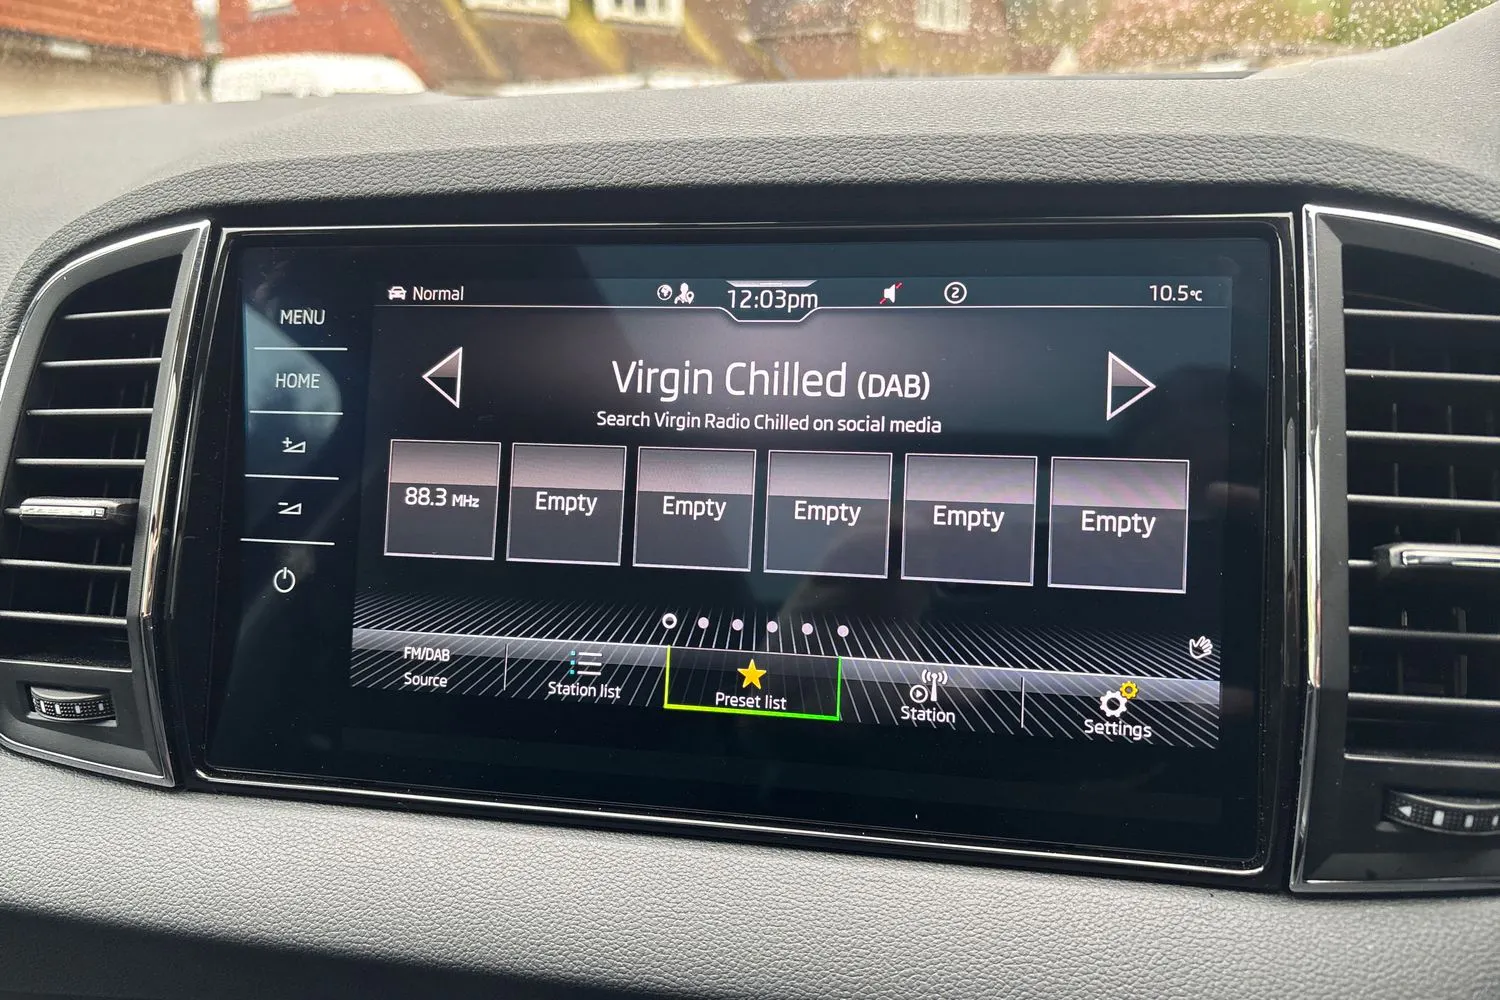 Normal
12:03pm
2
10.5°C
MENU
HOME
Virgin Chilled (DAB)
Search Virgin Radio Chilled on social media
88.3 MHz
Empty
Empty
Empty
Empty
Empty
FM/DAB
Source
Station list
Preset list
Station
Settings